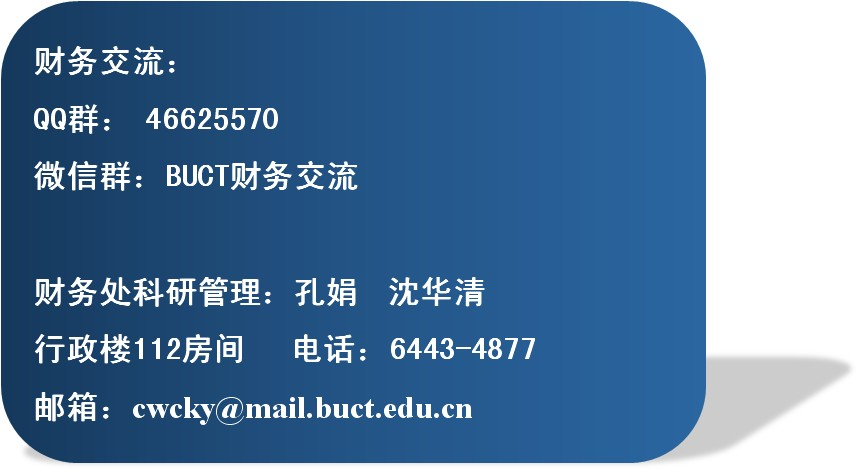 财务交流：
QQ群： 46625570
微信群：BUCT财务交流
财务处科研管理：孔娟 沈华清
行政楼112房间 电话：6443-4877
邮箱：cwcky@mail.buct.edu.cn